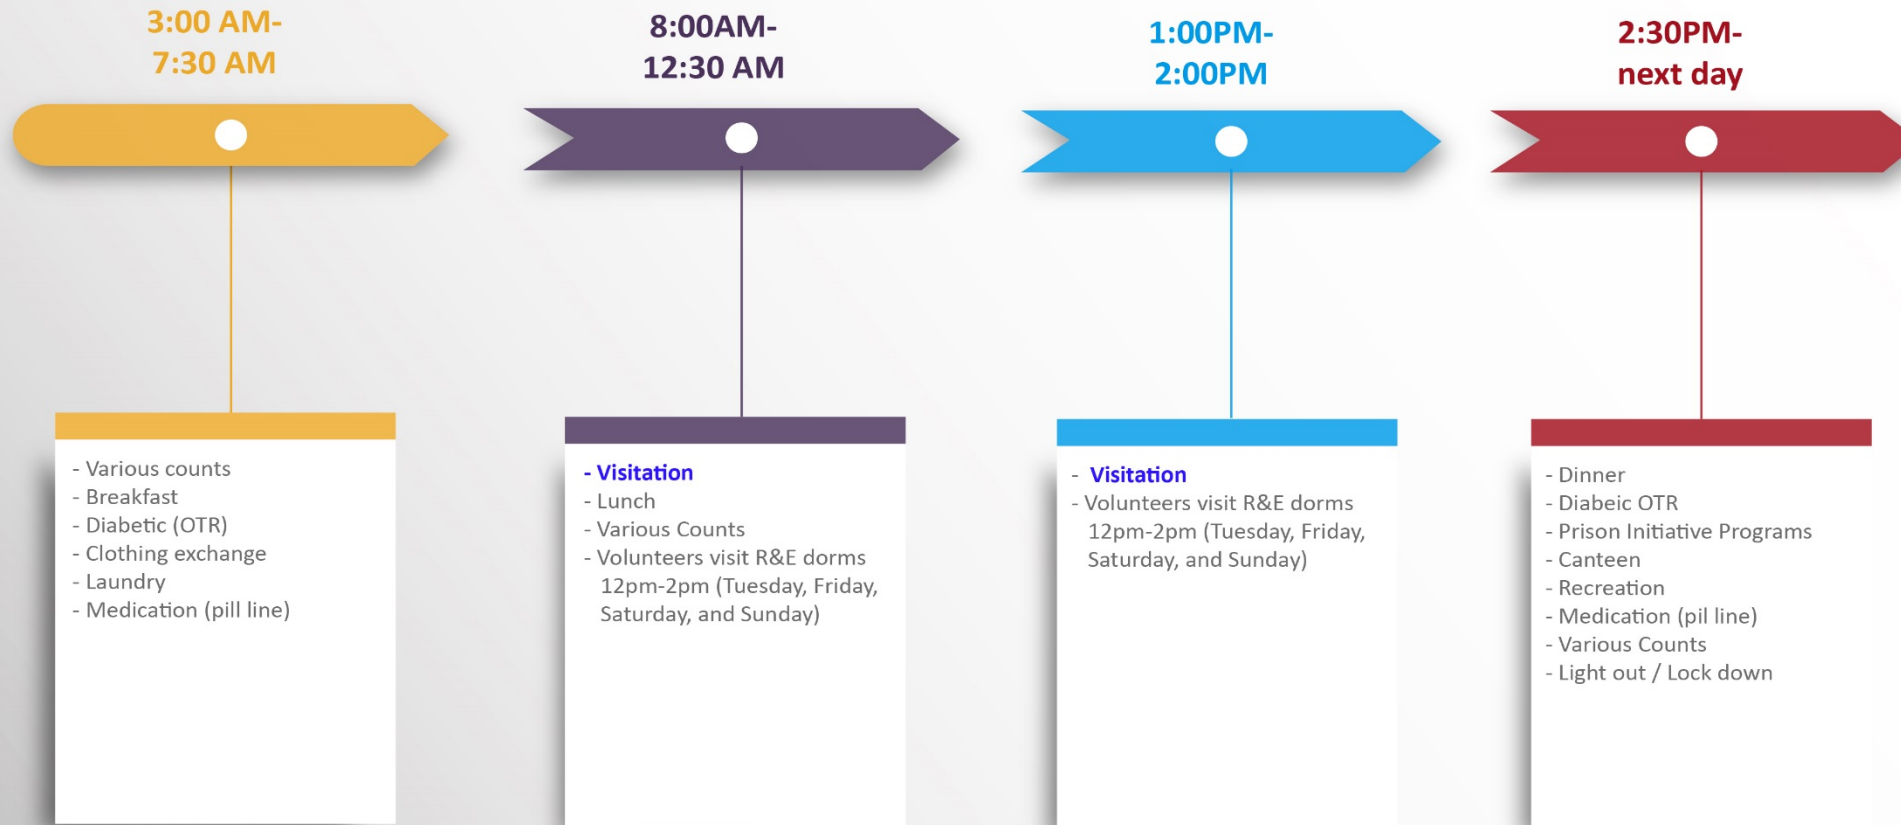 3:00 AM-
7:30 AM
- Various counts
- Breakfast
- Diabetic (OTR)
- Clothing exchange
- Laundry
- Medication (pill line)
8:00AM-
12:30 AM
- Visitation
- Lunch
- Various Counts
- Volunteers visit R&E dorms
12pm-2pm (Tuesday, Friday,
Saturday, and Sunday)
1:00PM-
2:00PM
- Visitation
- Volunteers visit R&E dorms
12pm-2pm (Tuesday, Friday,
Saturday, and Sunday)
2:30PM-
next day
- Dinner
- Diabeic OTR
- Prison Initiative Programs
- Canteen
- Recreation
- Medication (pil line)
- Various Counts
- Light out / Lock down